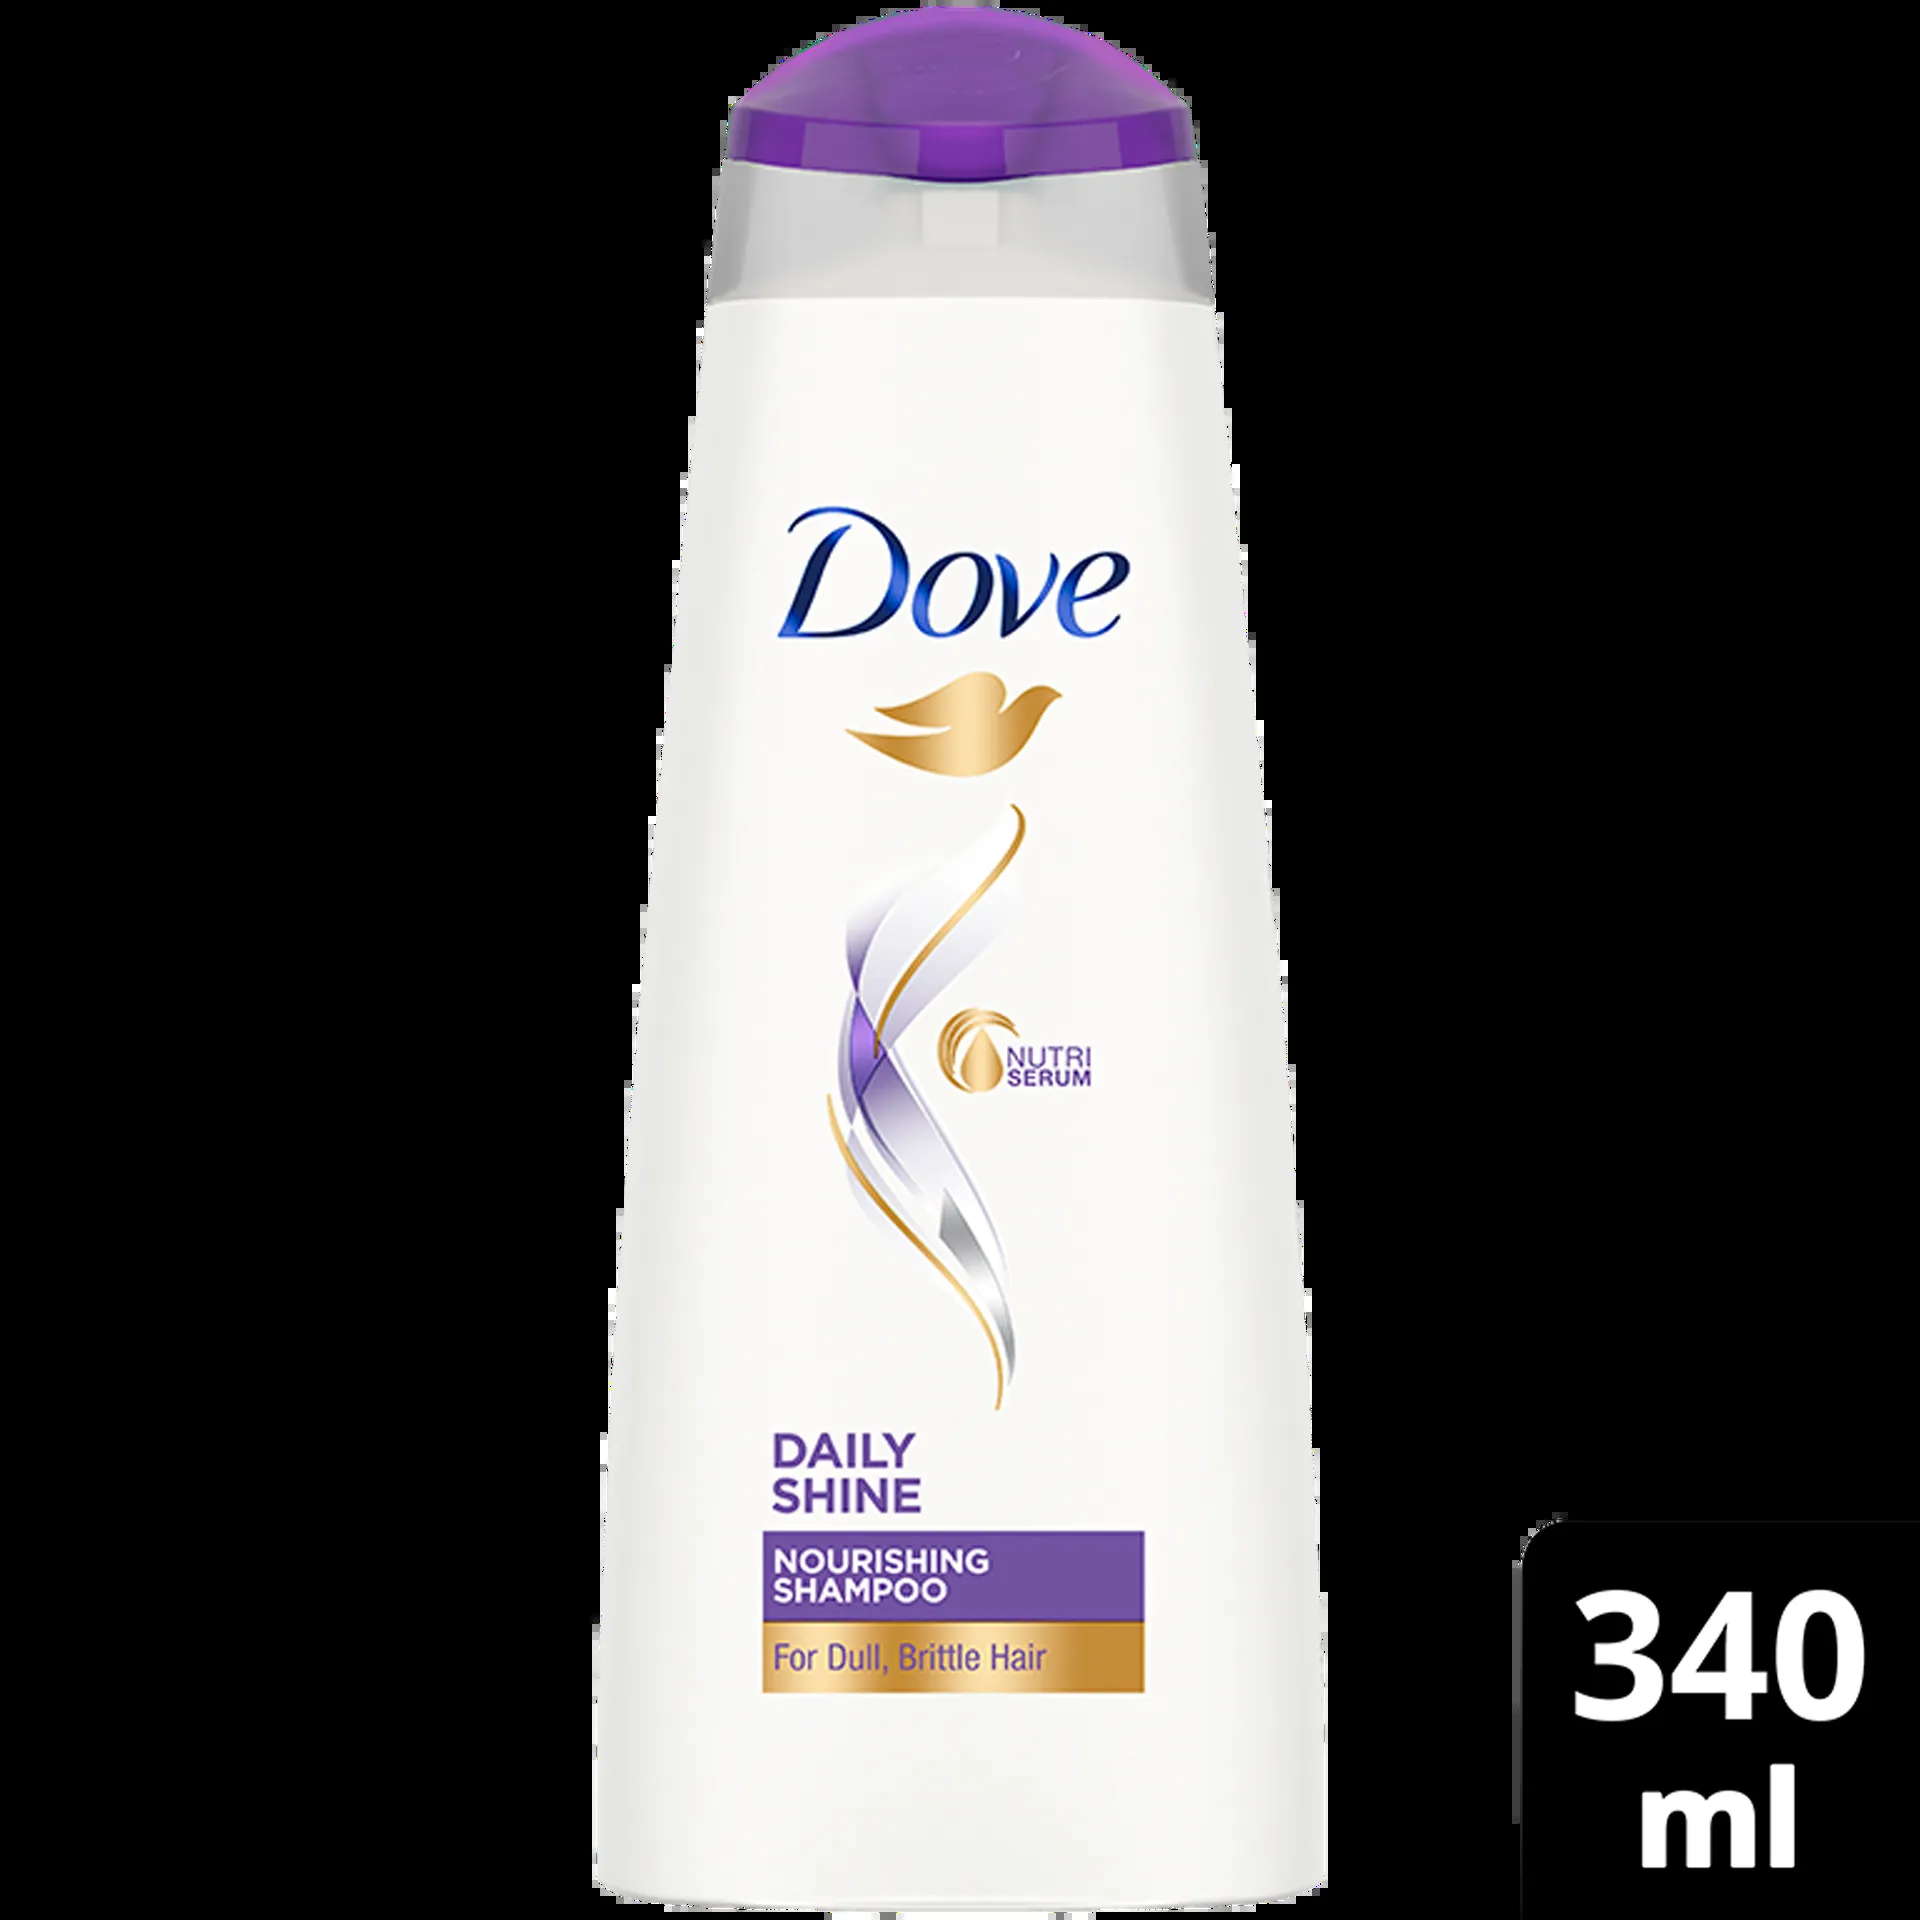 Dove
NUTRI
SERUM
DAILY
SHINE
NOURISHING
SHAMPOO
For Dull, Brittle Hair
340
ml